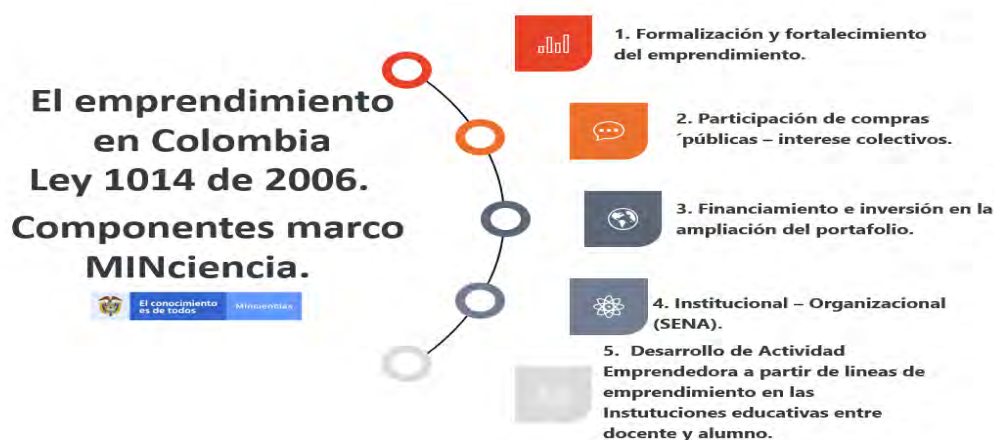 El emprendimiento
en Colombia
Ley 1014 de 2006.
Componentes marco
MINciencia.
El conocimiento
es de todos
Minciencias
1. Formalización y fortalecimiento
del emprendimiento.
2. Participación de compras
´públicas – interese colectivos.
3. Financiamiento e inversión en la
ampliación del portafolio.
4. Institucional – Organizacional
(SENA).
5. Desarrollo de Actividad
Emprendedora a partir de lineas de
emprendimiento en las
Instutuciones educativas entre
docente y alumno.